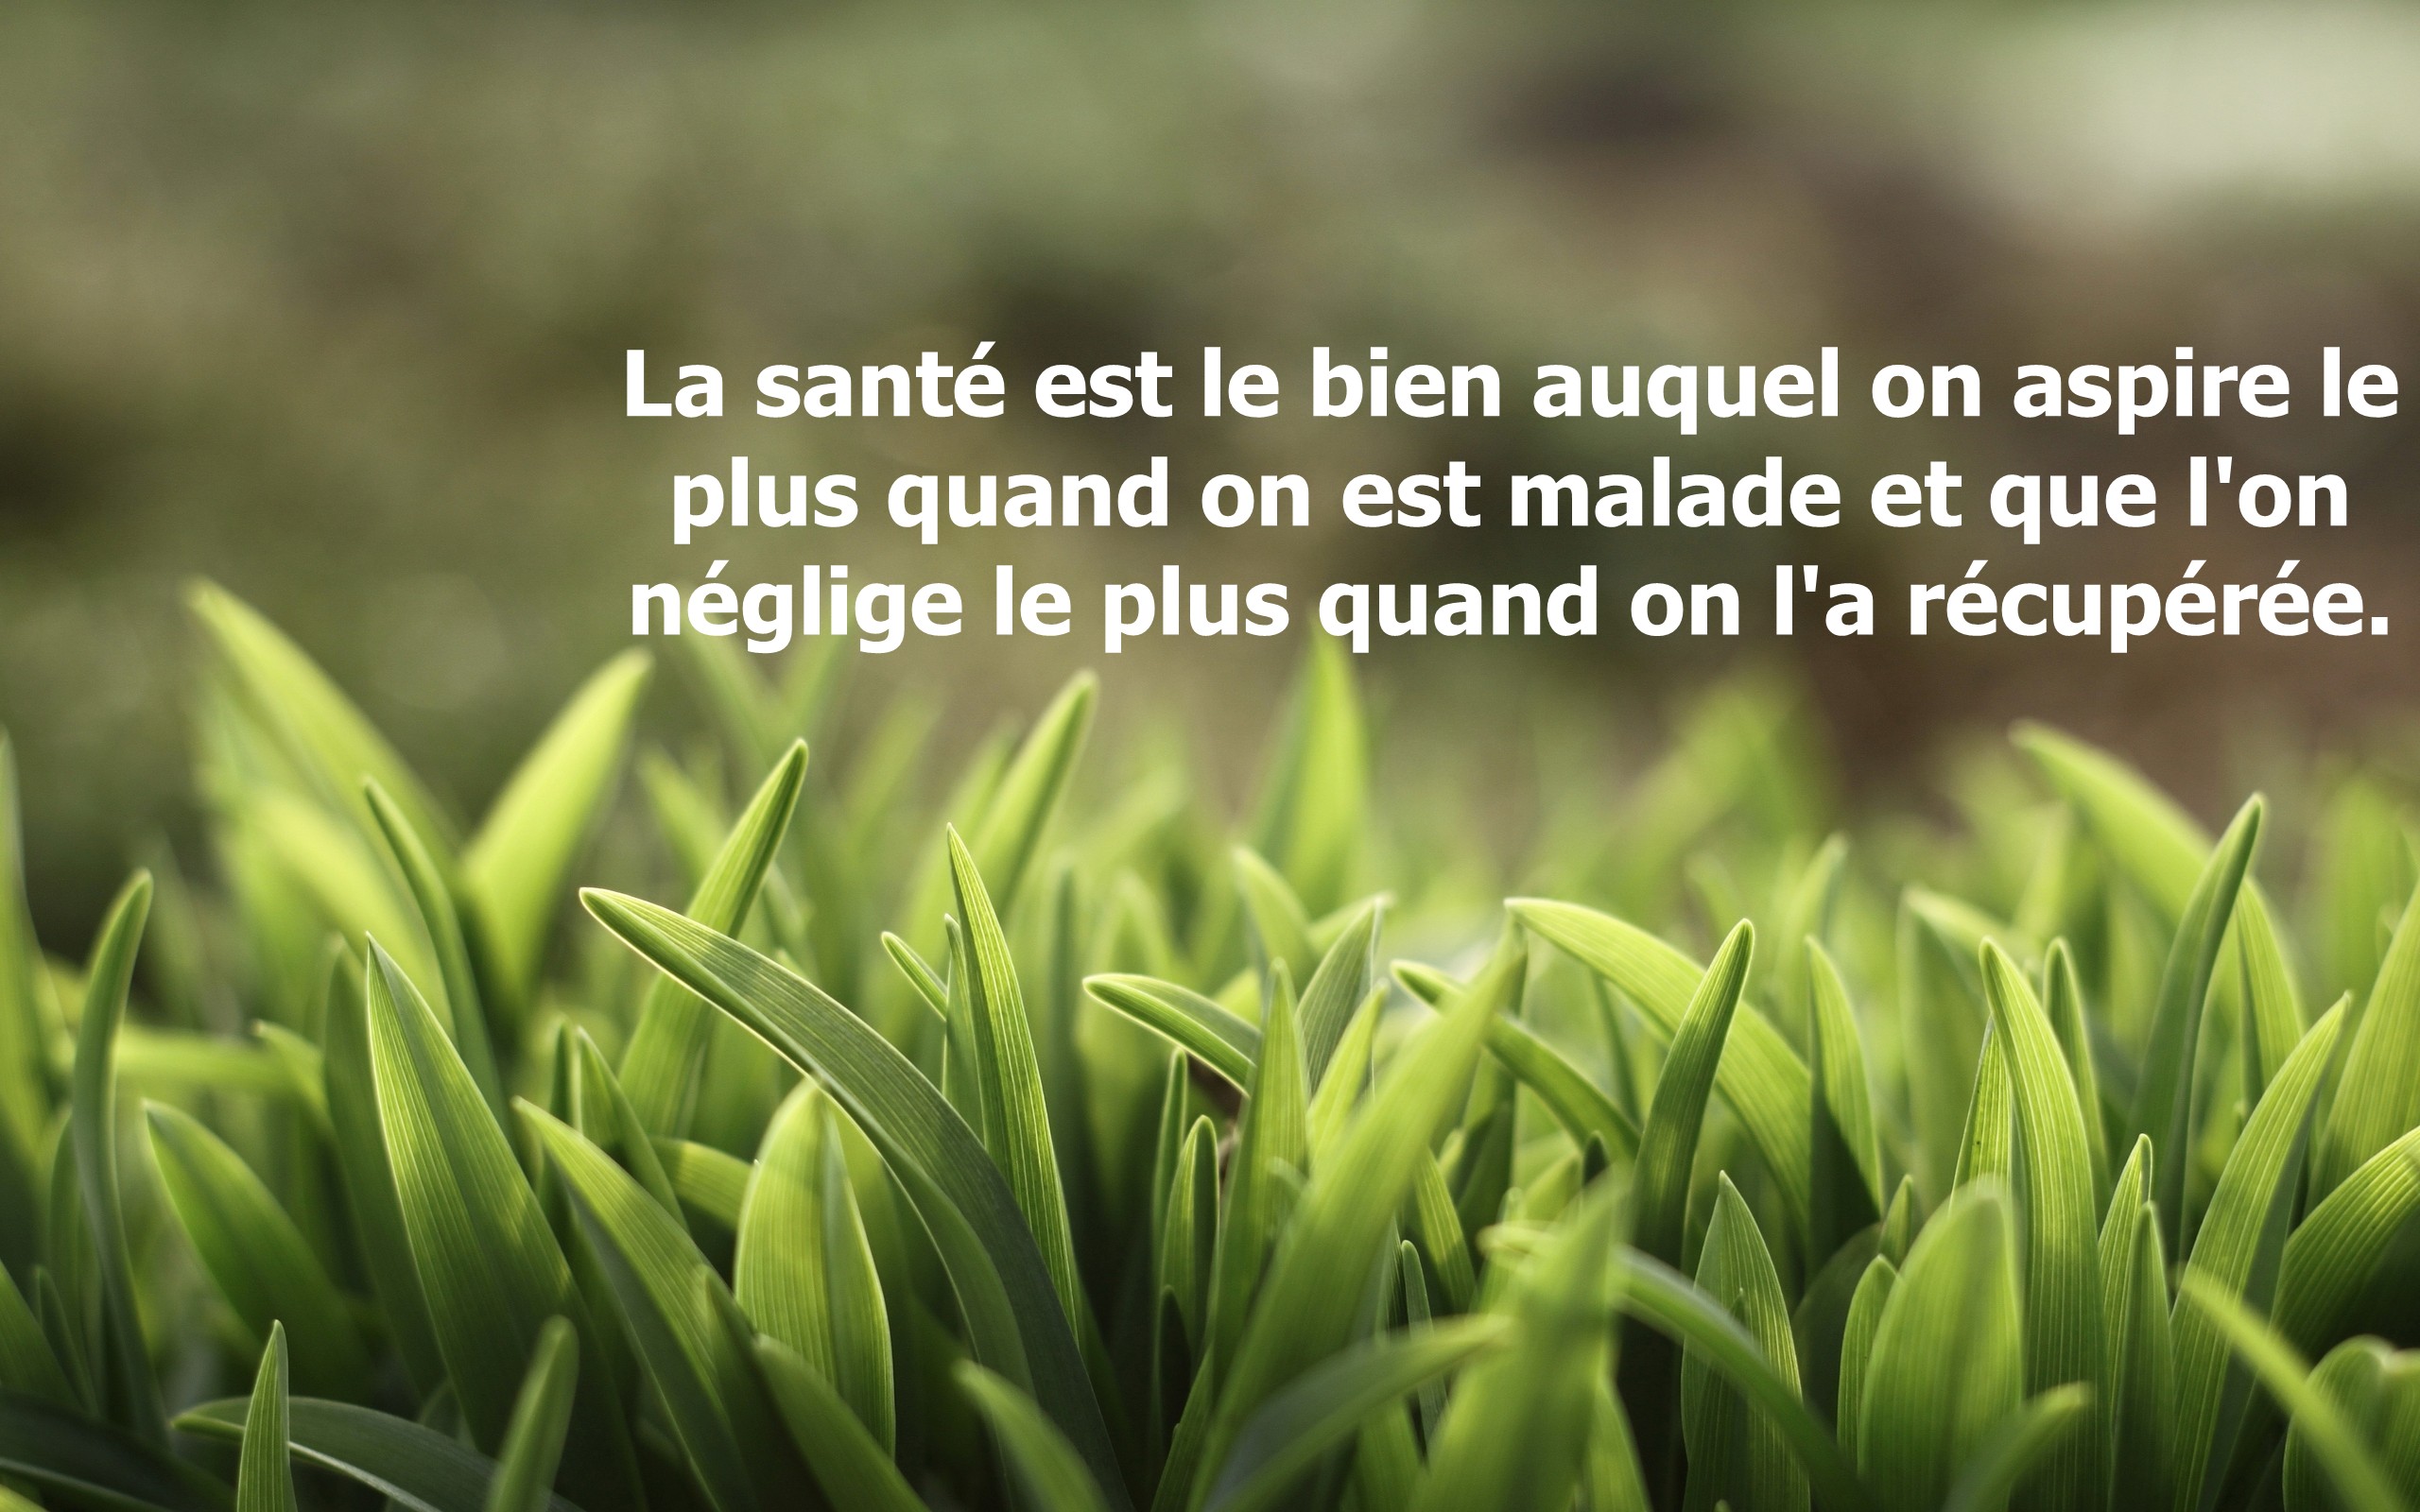 La santé est le bien auquel on aspire le
plus quand on est malade et que l'on
néglige le plus quand on l'a récupérée.